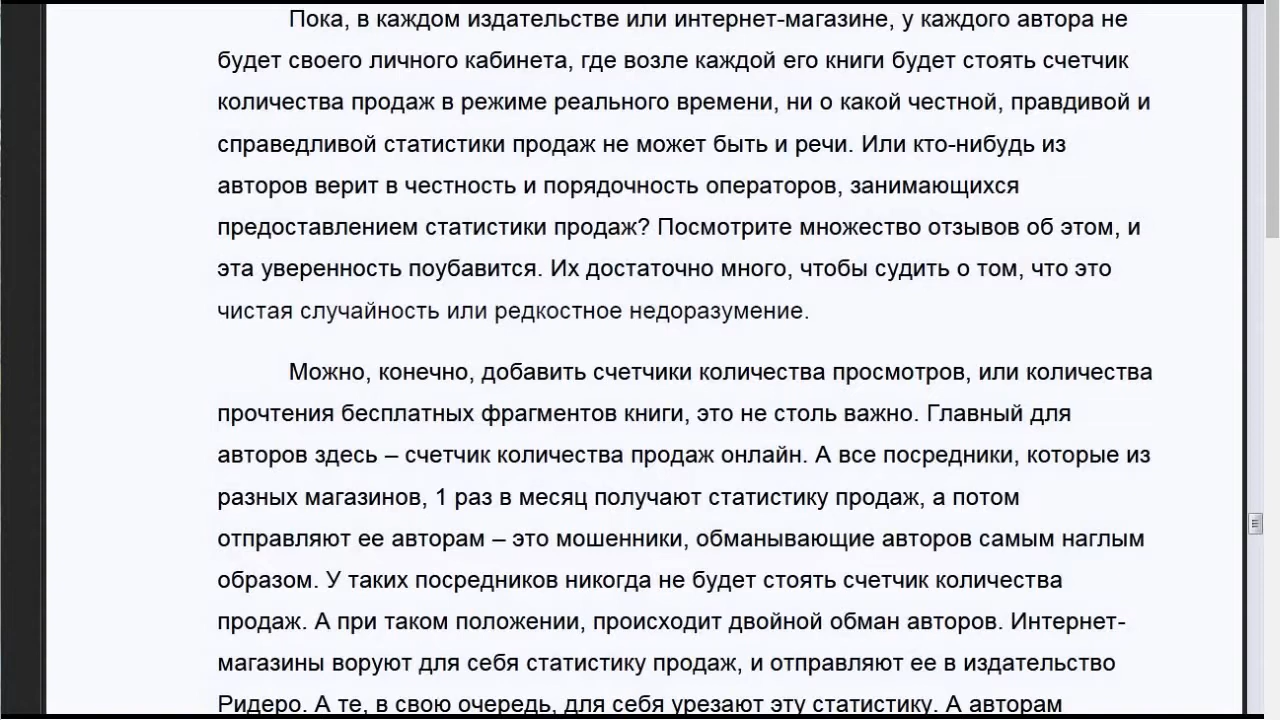 Пока, в каждом издательстве или интернет-магазине, у каждого автора не
будет своего личного кабинета, где возле каждой его книги будет стоять счетчик
количества продаж в режиме реального времени, ни о какой честной, правдивой и
справедливой статистики продаж не может быть и речи. Или кто-нибудь из
авторов верит в честность и порядочность операторов, занимающихся
предоставлением статистики продаж? Посмотрите множество отзывов об этом, и
эта уверенность поубавится. Их достаточно много, чтобы судить о том, что это
чистая случайность или редкостное недоразумение.
Можно, конечно, добавить счетчики количества просмотров, или количества
прочтения бесплатных фрагментов книги, это не столь важно. Главный для
авторов здесь – счетчик количества продаж онлайн. А все посредники, которые из
разных магазинов, 1 раз в месяц получают статистику продаж, а потом
отправляют ее авторам – это мошенники, обманывающие авторов самым наглым
образом. У таких посредников никогда не будет стоять счетчик количества
продаж. А при таком положении, происходит двойной обман авторов. Интернет-
магазины воруют для себя статистику продаж, и отправляют ее в издательство
Ридеро. А те, в свою очередь, для себя урезают эту статистику. А авторам